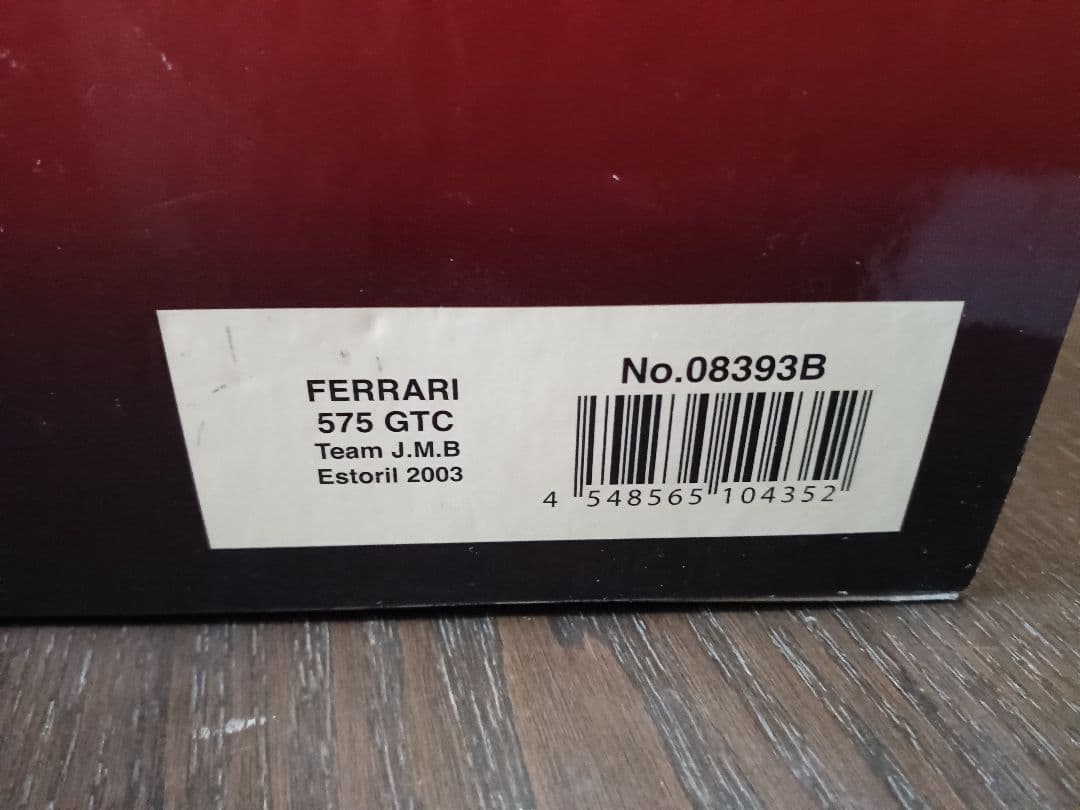 FERRARI
575 GTC
Team J.M.B
Estoril 2003
No.08393B
4 548565 104352